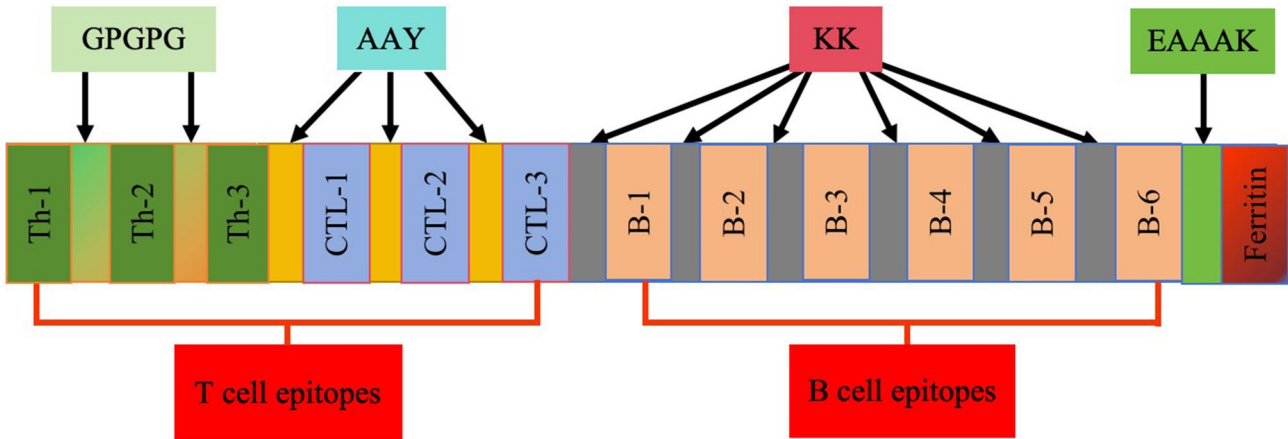 GPGPG
AAY
KK
EAAAK
Th-1
Th-2
Th-3
CTL-1
CTL-2
CTL-3
B-1
B-2
B-3
B-4
B-5
B-6
Ferritin
T cell epitopes
B cell epitopes